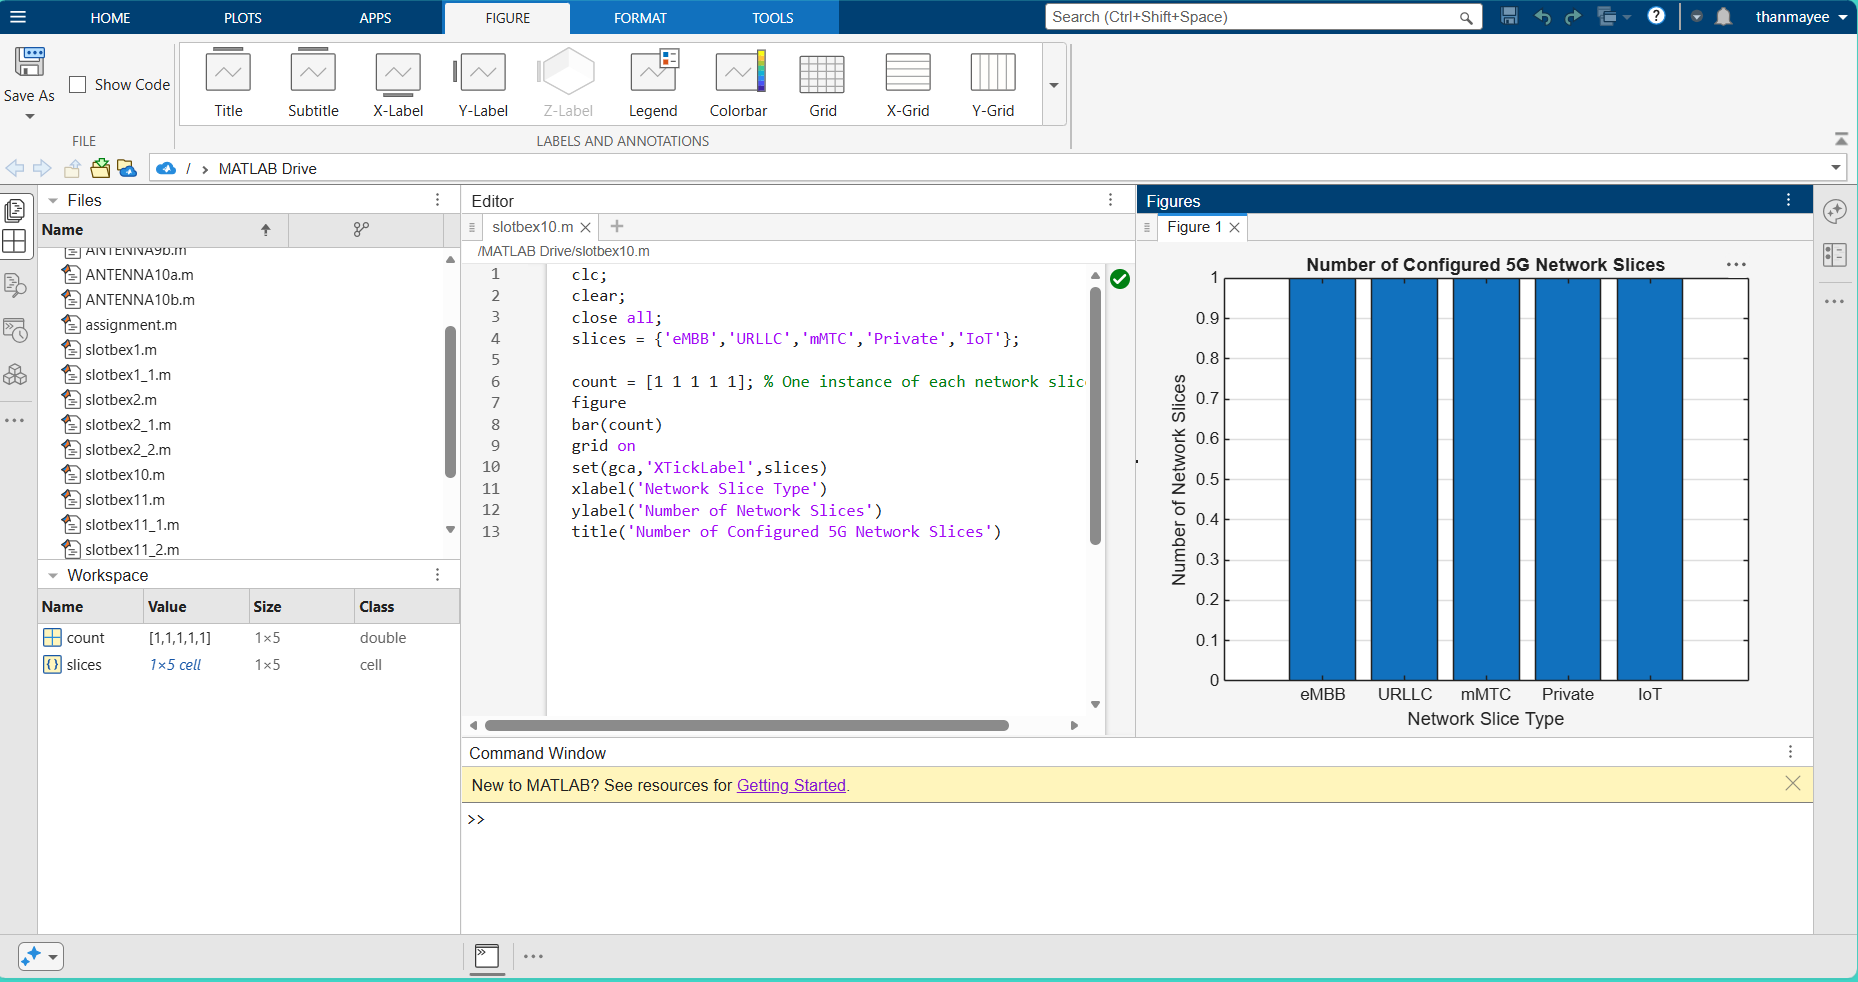 HOME PLOTS APPS FIGURE FORMAT TOOLS Search (Ctrl+Shift+Space) thanmayee
Save As
Show Code
Title Subtitle X-Label Y-Label Z-Label Legend Colorbar Grid X-Grid Y-Grid
FILE LABELS AND ANNOTATIONS
/ › MATLAB Drive
Files
Name
ANTENNA9b.m
ANTENNA10a.m
ANTENNA10b.m
assignment.m
slotbex1.m
slotbex1_1.m
slotbex2.m
slotbex2_1.m
slotbex2_2.m
slotbex10.m
slotbex11.m
slotbex11_1.m
slotbex11_2.m
Workspace
Name Value Size Class
count [1,1,1,1,1] 1×5 double
slices 1×5 cell 1×5 cell
Editor
slotbex10.m
/MATLAB Drive/slotbex10.m
1 clc;
2 clear;
3 close all;
4 slices = {'eMBB','URLLC','mMTC','Private','IoT'};
5
6 count = [1 1 1 1 1]; % One instance of each network slic
7 figure
8 bar(count)
9 grid on
10 set(gca,'XTickLabel',slices)
11 xlabel('Network Slice Type')
12 ylabel('Number of Network Slices')
13 title('Number of Configured 5G Network Slices')
Figures
Figure 1
Number of Configured 5G Network Slices
Number of Network Slices
1
0.9
0.8
0.7
0.6
0.5
0.4
0.3
0.2
0.1
0
eMBB URLLC mMTC Private IoT
Network Slice Type
Command Window
New to MATLAB? See resources for Getting Started.
>>